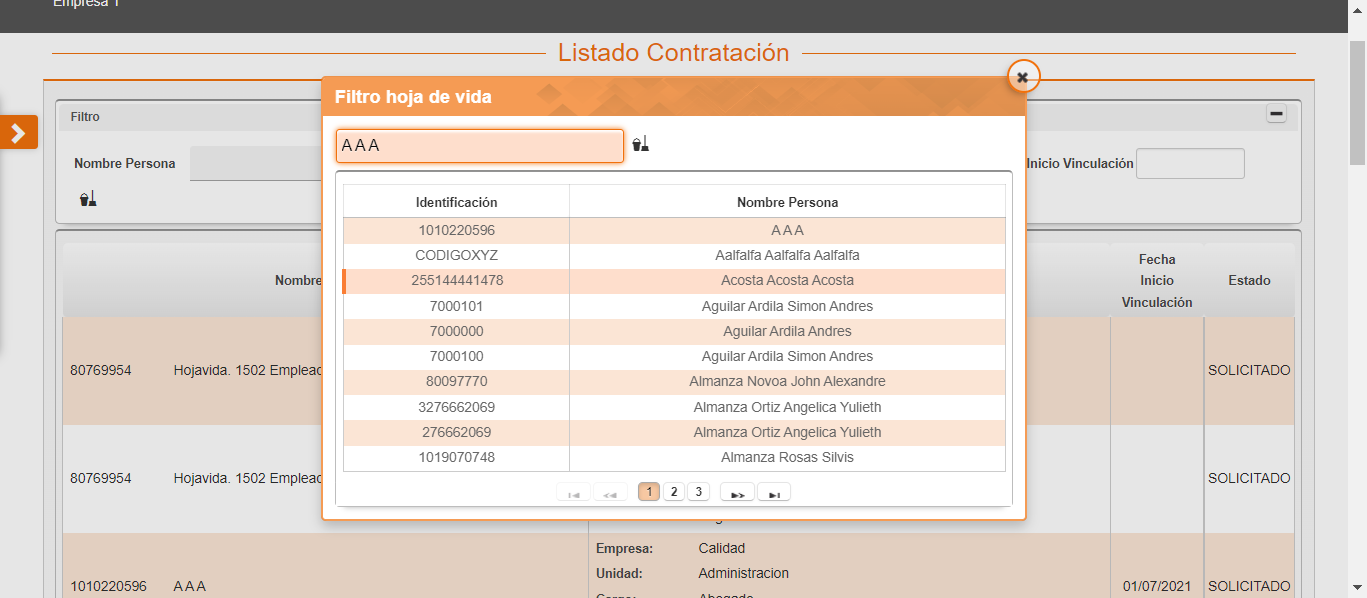 Empresa 1
Listado Contratación
Filtro hoja de vida
Filtro
A A A
Nombre Persona
Inicio Vinculación
Identificación Nombre Persona
1010220596 A A A
CODIGOXYZ Aalfalfa Aalfalfa Aalfalfa
255144441478 Acosta Acosta Acosta
7000101 Aguilar Ardila Simon Andres
7000000 Aguilar Ardila Andres
7000100 Aguilar Ardila Simon Andres
80097770 Almanza Novoa John Alexandre
3276662069 Almanza Ortiz Angelica Yulieth
276662069 Almanza Ortiz Angelica Yulieth
1019070748 Almanza Rosas Silvis
1 2 3
Nombre
Fecha
Inicio
Vinculación
Estado
80769954 Hojavida. 1502 Empleac SOLICITADO
80769954 Hojavida. 1502 Empleac SOLICITADO
Empresa: Calidad
Unidad: Administracion
1010220596 A A A 01/07/2021 SOLICITADO